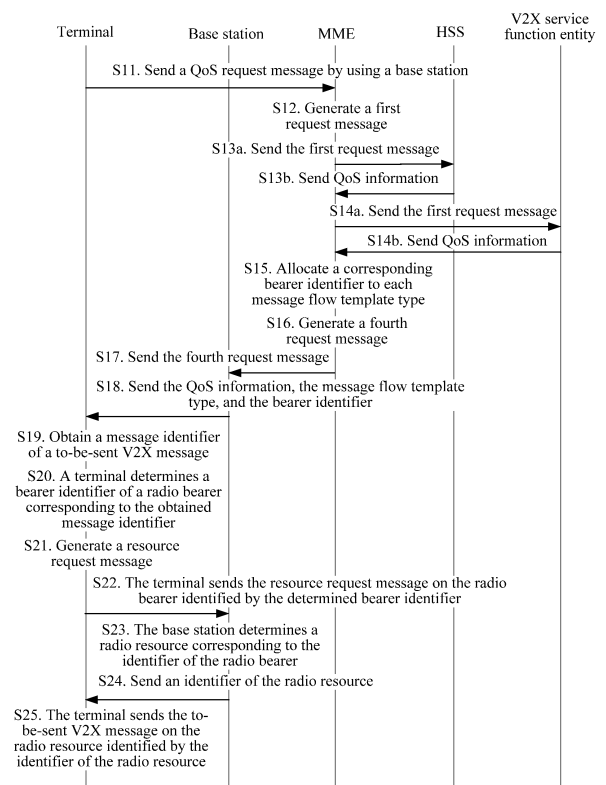 V2X service
function entity
Terminal
Base station
MME
HSS
S11. Send a QoS request message by using a base station
S12. Generate a first
request message
S13a. Send the first request message
S13b. Send QoS information
S14a. Send the first request message
S14b. Send QoS information
S15. Allocate a corresponding
bearer identifier to each
message flow template type
S16. Generate a fourth
request message
S17. Send the fourth request message
S18. Send the QoS information, the message flow template
type, and the bearer identifier
S19. Obtain a message identifier
of a to-be-sent V2X message
S20. A terminal determines a
bearer identifier of a radio bearer
corresponding to the obtained
message identifier
S21. Generate a resource
request message
S22. The terminal sends the resource request message on the radio
bearer identified by the determined bearer identifier
S23. The base station determines a
radio resource corresponding to the
identifier of the radio bearer
S24. Send an identifier of the radio resource
S25. The terminal sends the to-
be-sent V2X message on the
radio resource identified by the
identifier of the radio resource